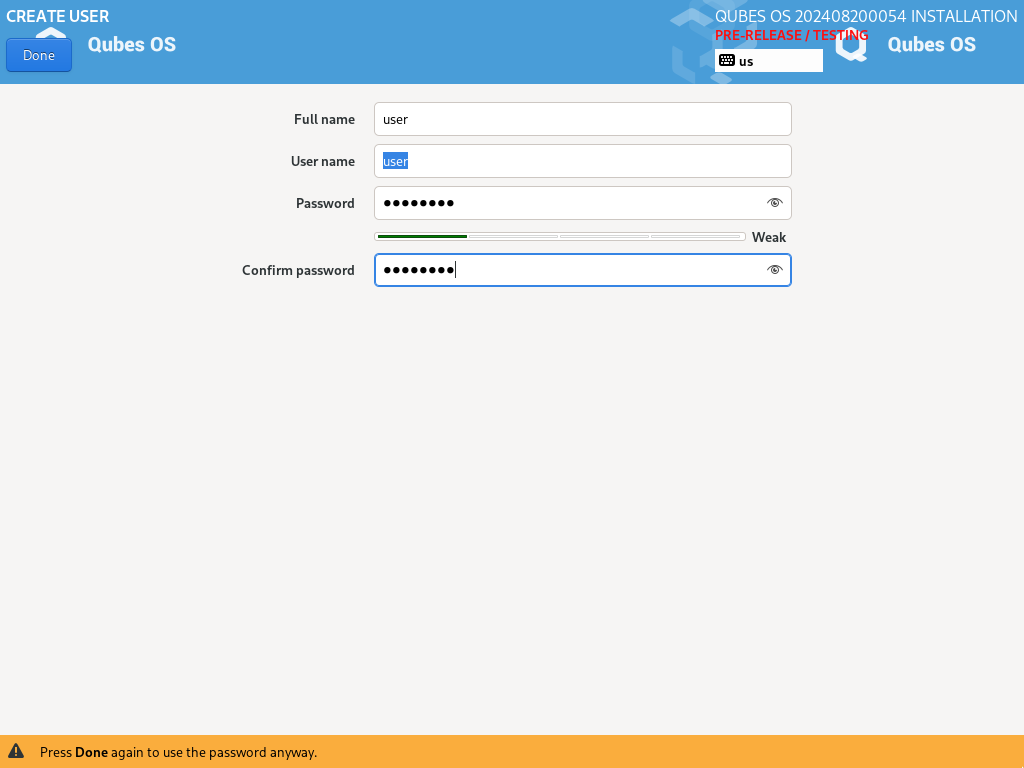 CREATE USER
Qubes OS
Done
QUBES OS 202408200054 INSTALLATION
PRE-RELEASE / TESTING
Qubes OS
us
Full name
user
User name
user
Password
●●●●●●●●
Weak
Confirm password
●●●●●●●●
Press Done again to use the password anyway.